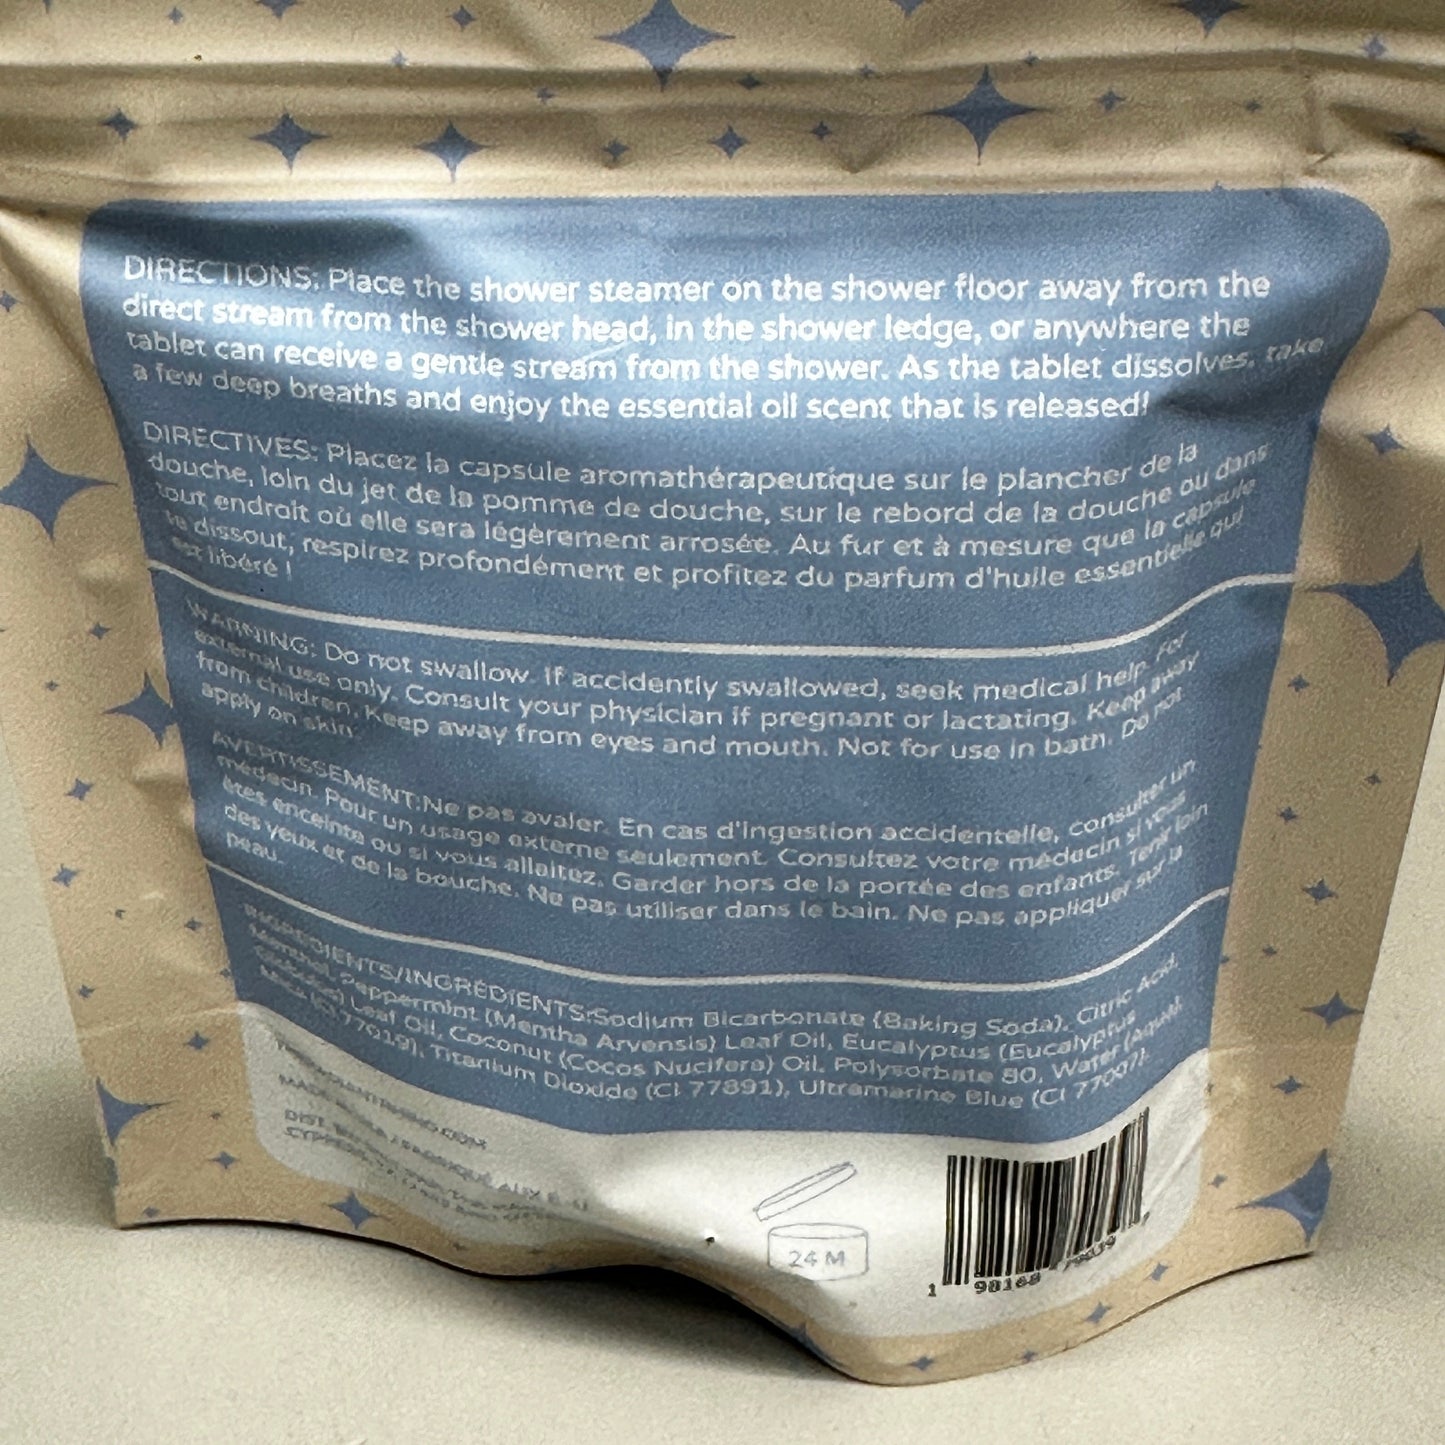 DIRECTIONS: Place the shower steamer on the shower floor away from the
direct stream from the shower head, in the shower ledge, or anywhere the
tablet can receive a gentle stream from the shower. As the tablet dissolves, take
a few deep breaths and enjoy the essential oil scent that is released!
DIRECTIVES: Placez la capsule aromathérapeutique sur le plancher de la
douche, loin du jet de la pomme de douche, sur le rebord de la douche ou dans
tout endroit où elle sera légèrement arrosée. Au fur et à mesure que la capsule
se dissout, respirez profondément et profitez du parfum d'huile essentielle qui
est libéré !
WARNING: Do not swallow. If accidently swallowed, seek medical help. For
external use only. Consult your physician if pregnant or lactating. Keep away
from children. Keep away from eyes and mouth. Not for use in bath. Do not
apply on skin.
AVERTISSEMENT:Ne pas avaler. En cas d'ingestion accidentelle, consulter un
médecin. Pour un usage externe seulement. Consultez votre médecin si vous
êtes enceinte ou si vous allaitez. Garder hors de la portée des enfants. Tenir loin
des yeux et de la bouche. Ne pas utiliser dans le bain. Ne pas appliquer sur la
peau.
INGREDIENTS/INGRÉDIENTS:Sodium Bicarbonate (Baking Soda), Citric Acid,
Menthol, Peppermint (Mentha Arvensis) Leaf Oil, Eucalyptus (Eucalyptus
Globulus) Leaf Oil, Coconut (Cocos Nucifera) Oil, Polysorbate 80, Water (Aqua),
Mica (CI 77019), Titanium Dioxide (CI 77891), Ultramarine Blue (CI 77007).
MADE IN USA / FABRIQUÉ AUX É.-U.
DIST.
24 M
1 98168